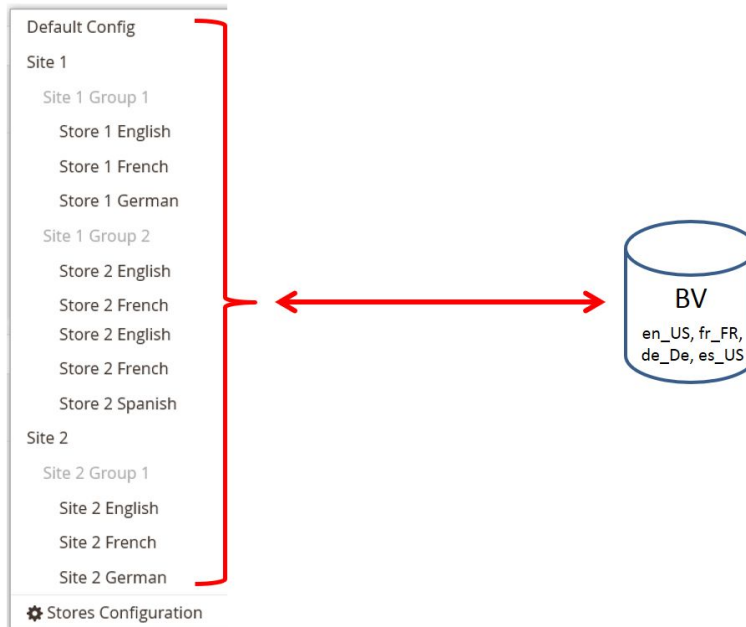 Default Config
Site 1
Site 1 Group 1
Store 1 English
Store 1 French
Store 1 German
Site 1 Group 2
Store 2 English
Store 2 French
Store 2 English
Store 2 French
Store 2 Spanish
Site 2
Site 2 Group 1
Site 2 English
Site 2 French
Site 2 German
Stores Configuration
BV
en_US, fr_FR,
de_De, es_US